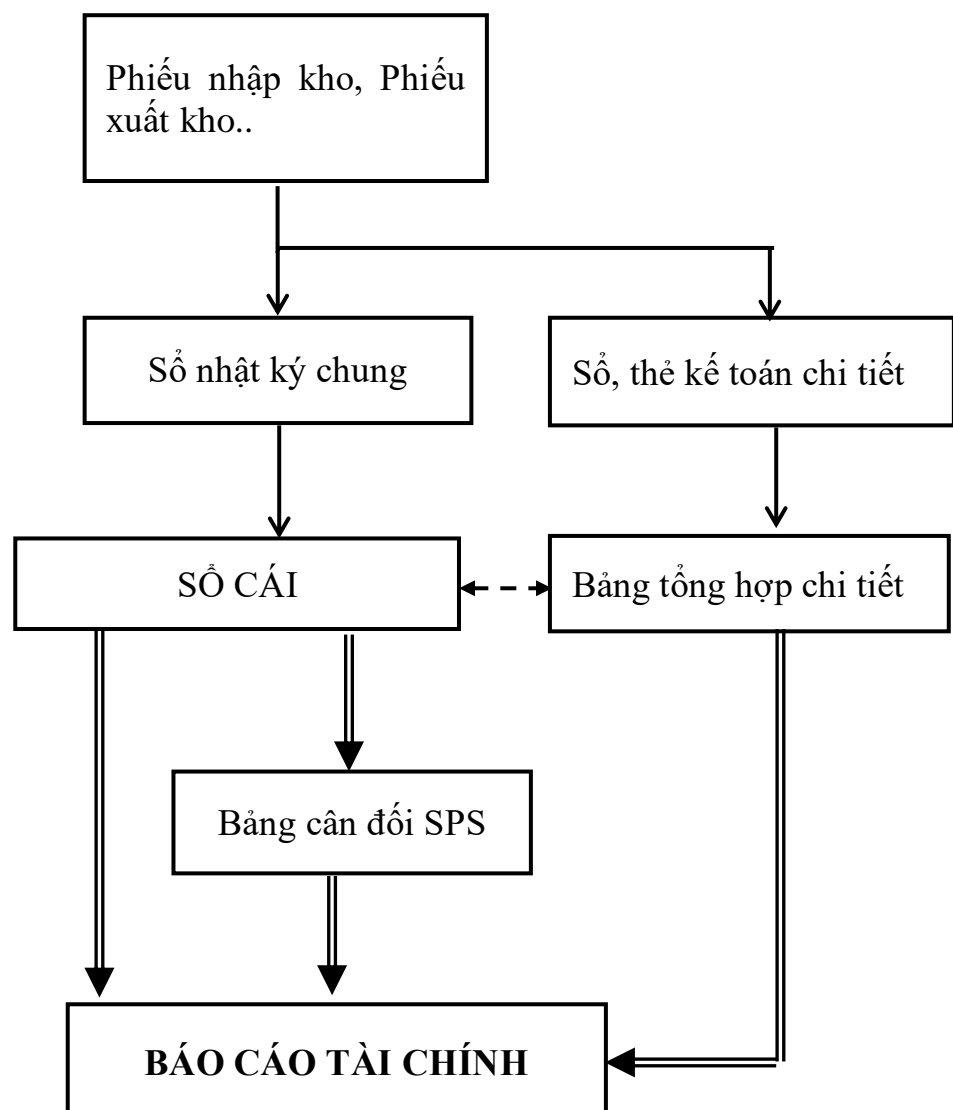 Phiếu nhập kho, Phiếu
xuất kho..
Sổ nhật ký chung
Sổ, thẻ kế toán chi tiết
SỔ CÁI
Bảng tổng hợp chi tiết
Bảng cân đối SPS
BÁO CÁO TÀI CHÍNH